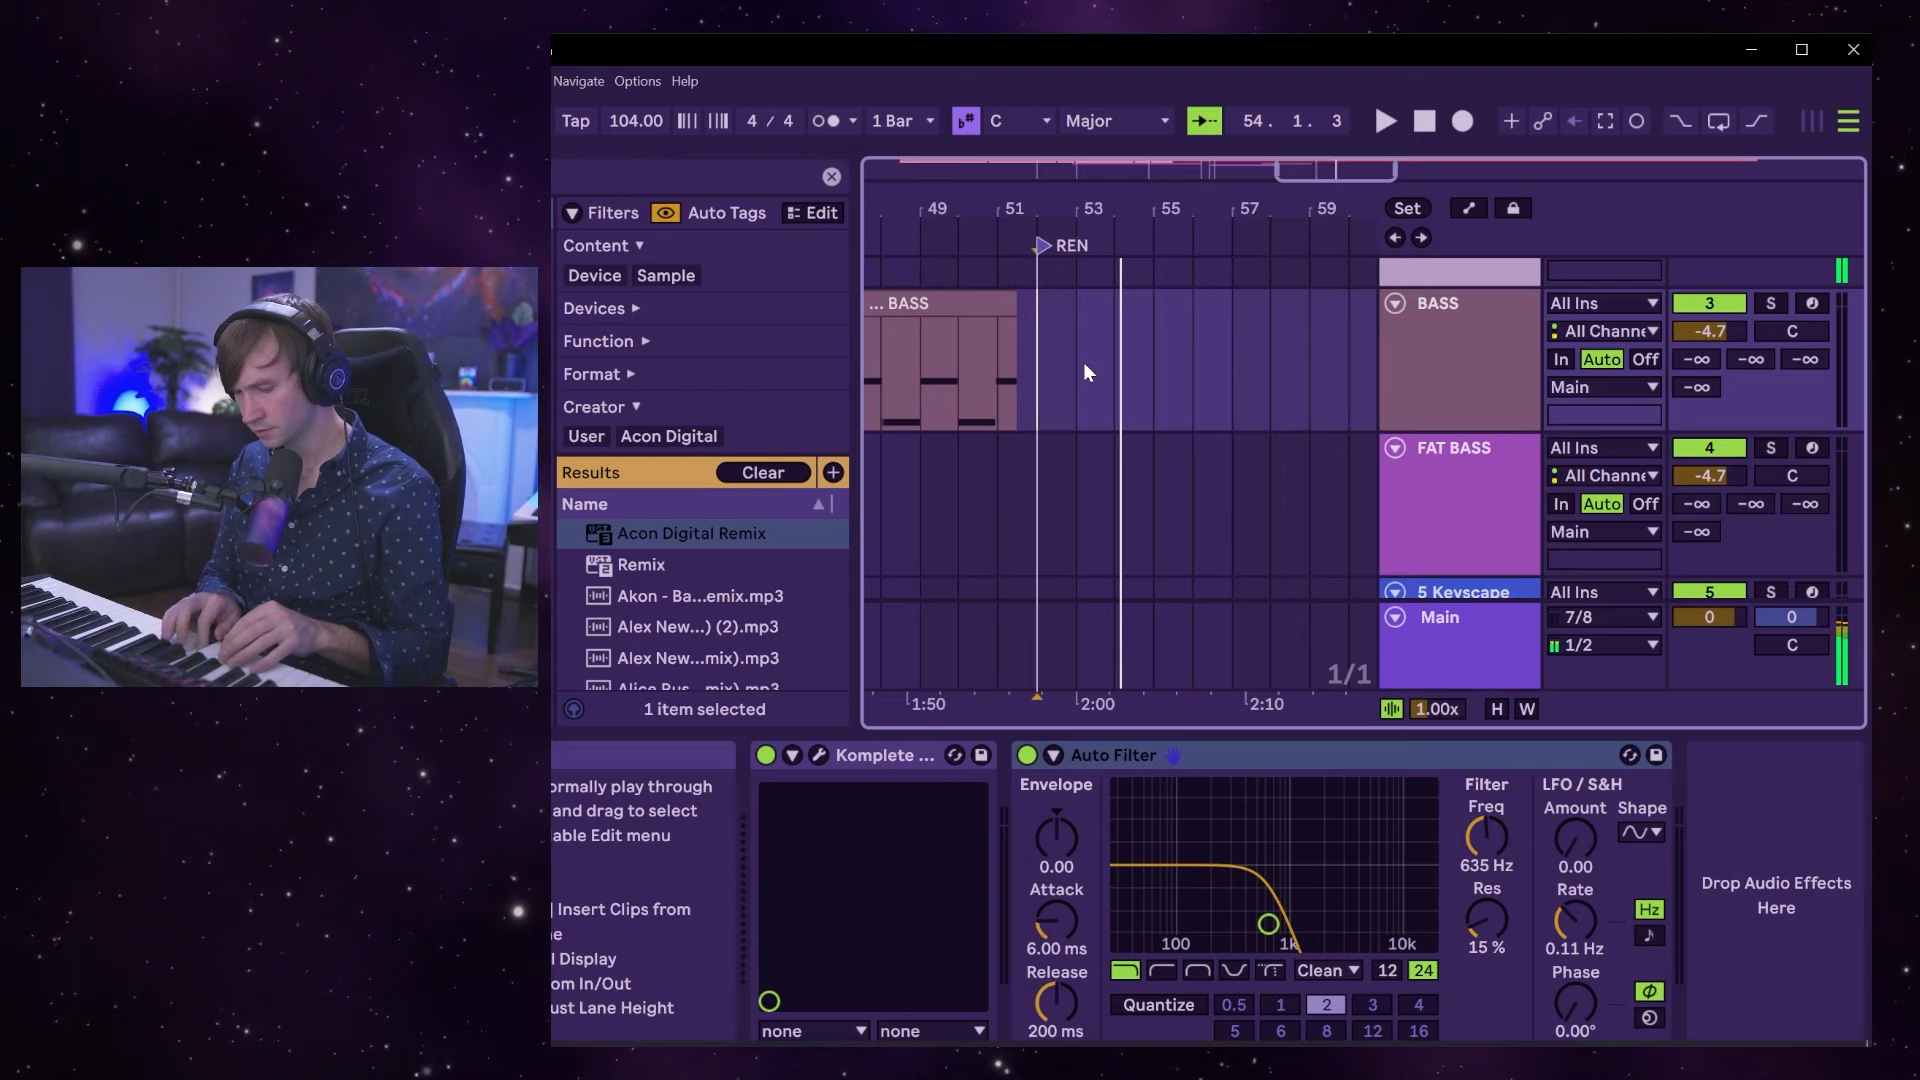 Navigate Options Help
Tap 104.00 4 / 4 1 Bar C Major 54. 1. 3
Filters Auto Tags Edit
Content
Device Sample
Devices
Function
Format
Creator
User Acon Digital
Results Clear
Name
Acon Digital Remix
Remix
Akon - Ba...emix.mp3
Alex New...) (2).mp3
Alex New...mix).mp3
1 item selected
49 51 53 55 57 59
REN
... BASS
1/1
1:50 2:00 2:10
Set
BASS All Ins 3 S
All Channe -4.7 C
In Auto Off -∞ -∞ -∞
Main -∞
FAT BASS All Ins 4 S
All Channe -4.7 C
In Auto Off -∞ -∞ -∞
Main -∞
5 Keyscape All Ins 5 S
Main 7/8 0 0
1/2 C
1.00x H W
ormally play through
and drag to select
able Edit menu
Insert Clips from
e
l Display
om In/Out
ust Lane Height
Komplete ...
none none
Auto Filter
Envelope
0.00
Attack
6.00 ms
Release
200 ms
100 1k 10k
Clean 12 24
Quantize 0.5 1 2 3 4
5 6 8 12 16
Filter
Freq
635 Hz
Res
15 %
LFO / S&H
Amount Shape
0.00
Rate
Hz
0.11 Hz
Phase
0.00°
Drop Audio Effects
Here